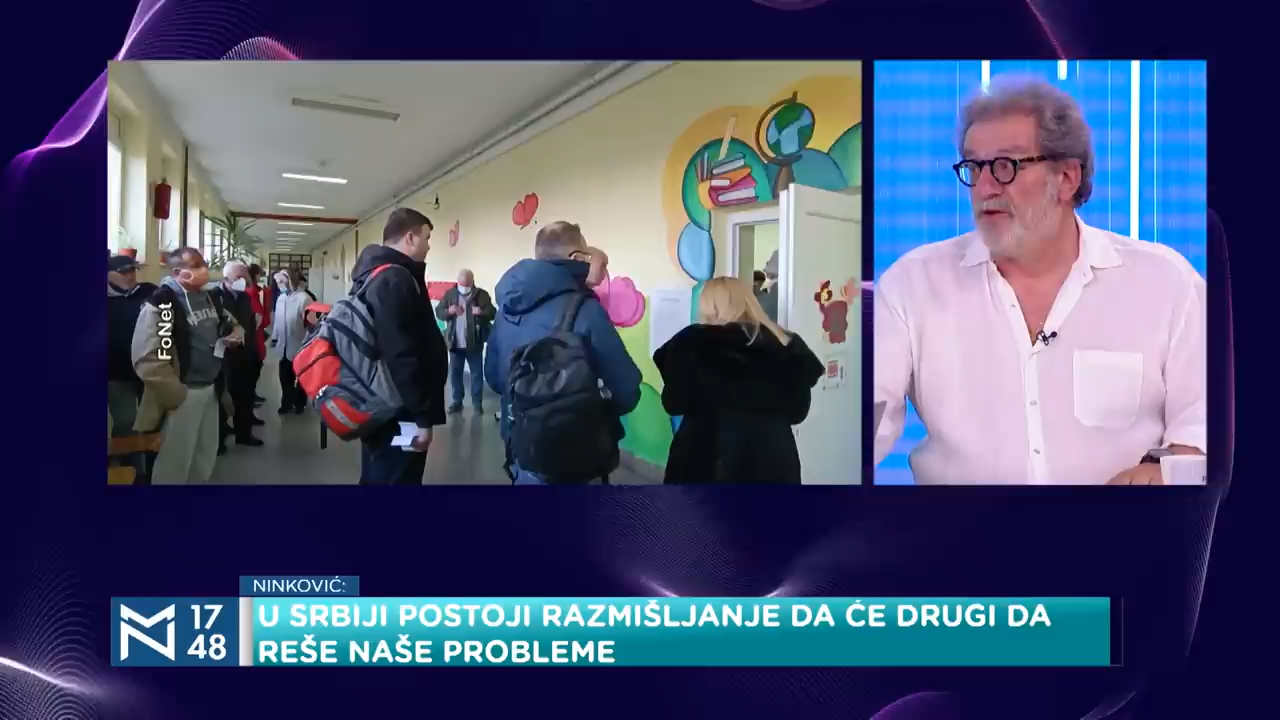 FoNet
NINKOVIĆ:
17
48
U SRBIJI POSTOJI RAZMIŠLJANJE DA ĆE DRUGI DA
REŠE NAŠE PROBLEME